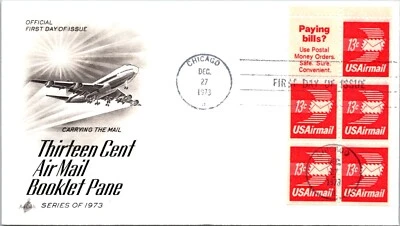 OFFICIAL
FIRST DAY OF ISSUE
CARRYING THE MAIL
Thirteen Cent
Air Mail
Booklet Pane
SERIES OF 1973
CHICAGO
DEC.
27
1973
FIRST DAY OF ISSUE
Paying
bills?
Use Postal
Money Orders.
Safe. Sure.
Convenient.
13c
USAirmail
13c
USAirmail
13c
USAirmail
13c
USAirmail
13c
USAirmail
1973